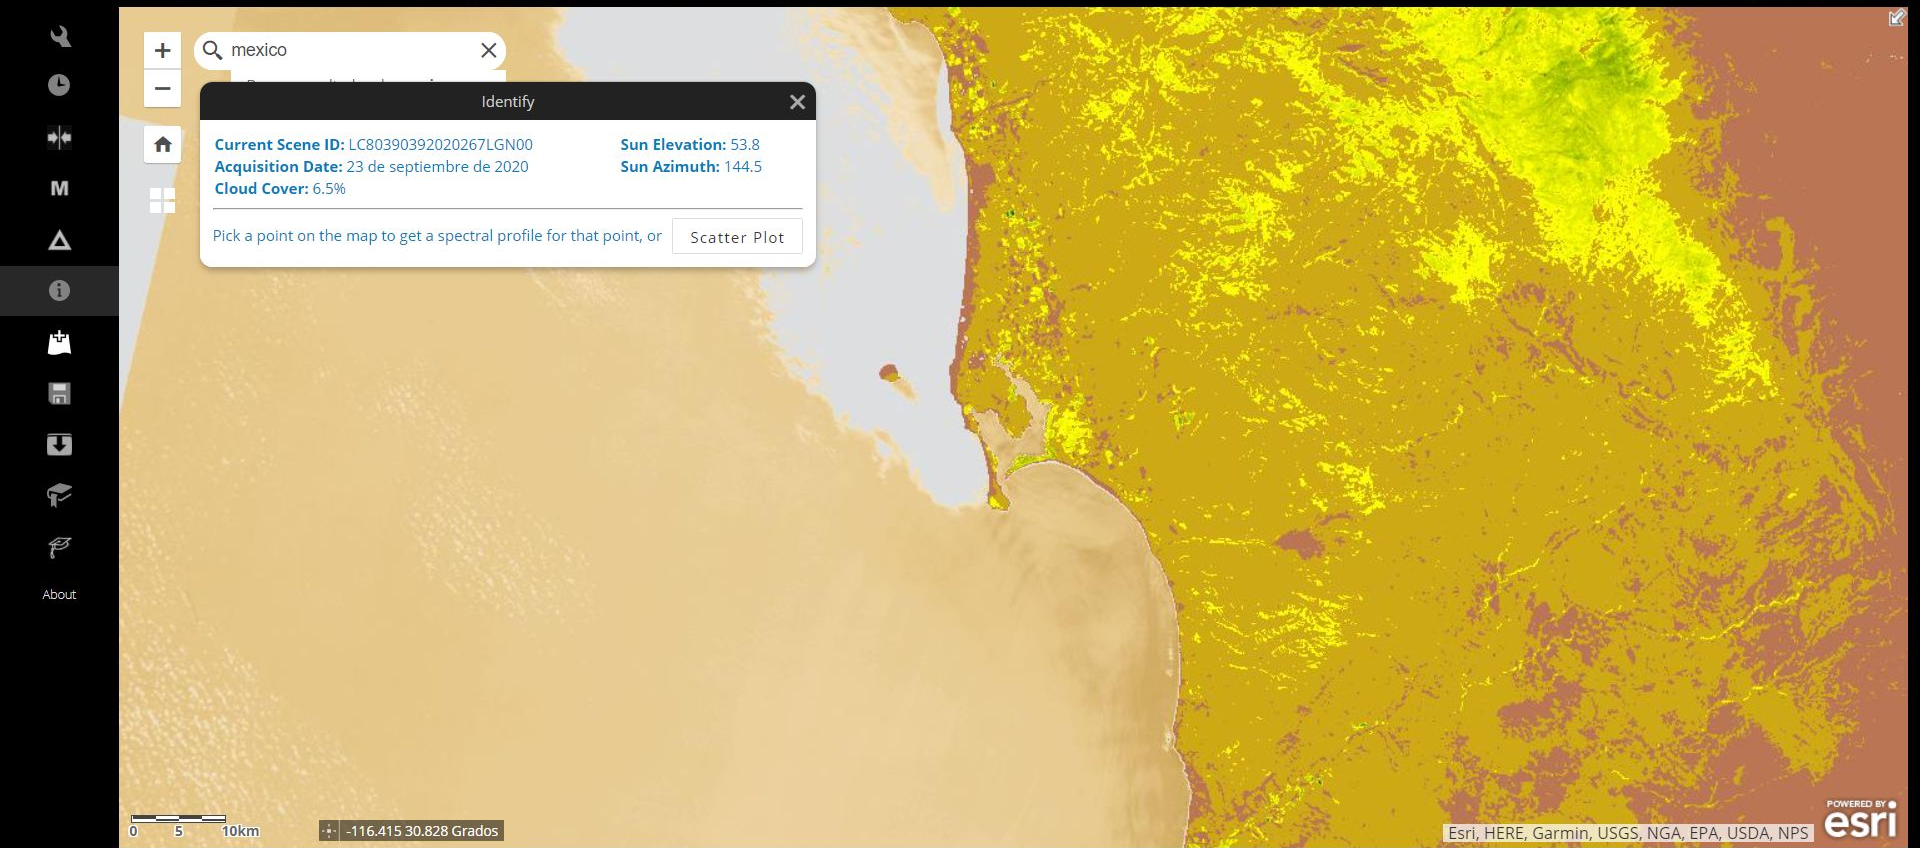 mexico
Identify
Current Scene ID: LC80390392020267LGN00
Sun Elevation: 53.8
Acquisition Date: 23 de septiembre de 2020
Sun Azimuth: 144.5
Cloud Cover: 6.5%
Pick a point on the map to get a spectral profile for that point, or
Scatter Plot
M
About
0 5 10km
-116.415 30.828 Grados
Esri, HERE, Garmin, USGS, NGA, EPA, USDA, NPS
POWERED BY
esri